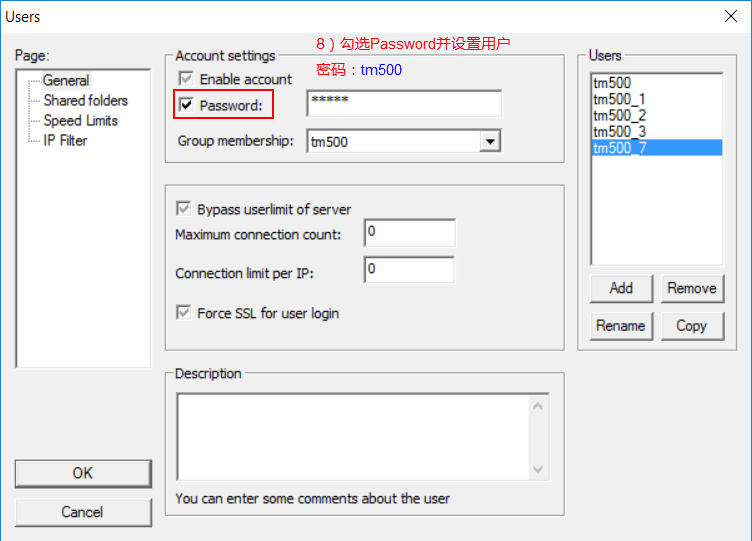 Users
8）勾选Password并设置用户
密码：tm500
Page:
General
Shared folders
Speed Limits
IP Filter
Account settings
Enable account
Password:
*****
Group membership:
tm500
Bypass userlimit of server
Maximum connection count:
0
Connection limit per IP:
0
Force SSL for user login
Description
You can enter some comments about the user
Users
tm500
tm500_1
tm500_2
tm500_3
tm500_7
Add
Remove
Rename
Copy
OK
Cancel